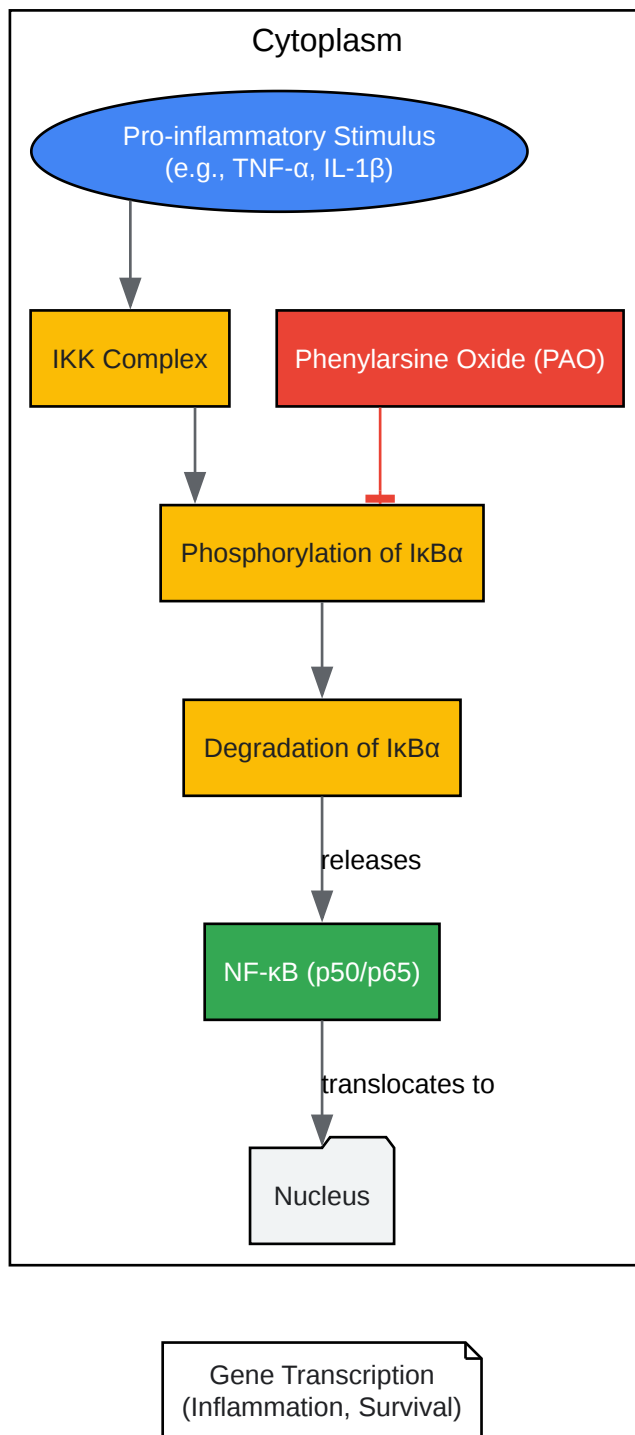 Cytoplasm
Pro-inflammatory Stimulus
(e.g., TNF-α, IL-1β)
IKK Complex
Phenylarsine Oxide (PAO)
Phosphorylation of IκBα
Degradation of IκBα
releases
NF-κB (p50/p65)
translocates to
Nucleus
Gene Transcription
(Inflammation, Survival)